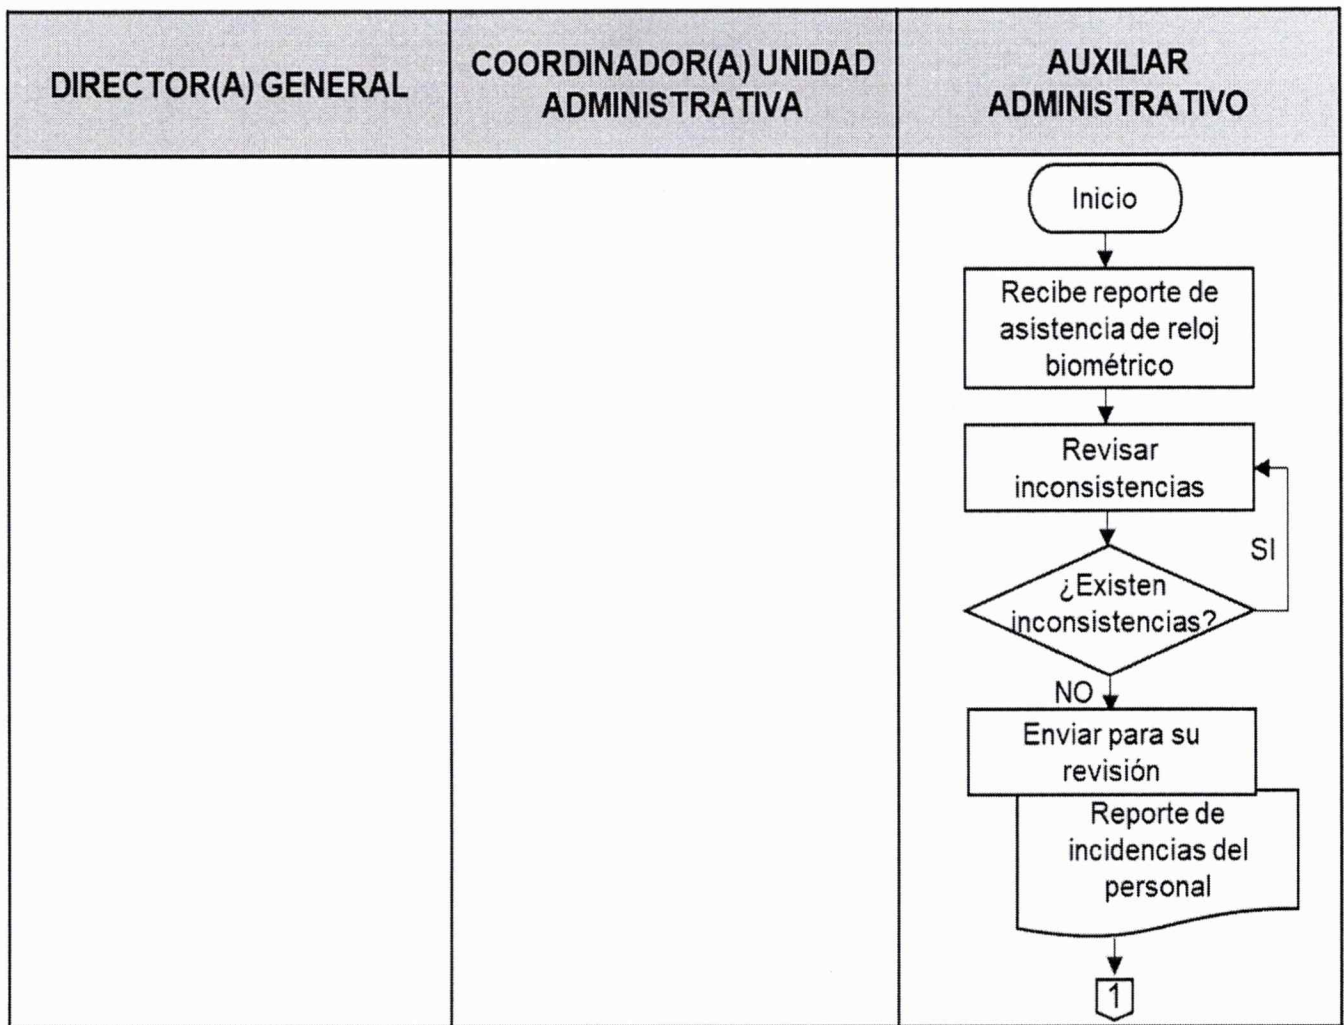 DIRECTOR(A) GENERAL
COORDINADOR(A) UNIDAD
ADMINISTRATIVA
AUXILIAR
ADMINISTRATIVO
Inicio
Recibe reporte de
asistencia de reloj
biométrico
Revisar
inconsistencias
SI
¿Existen
inconsistencias?
NO
Enviar para su
revisión
Reporte de
incidencias del
personal
1